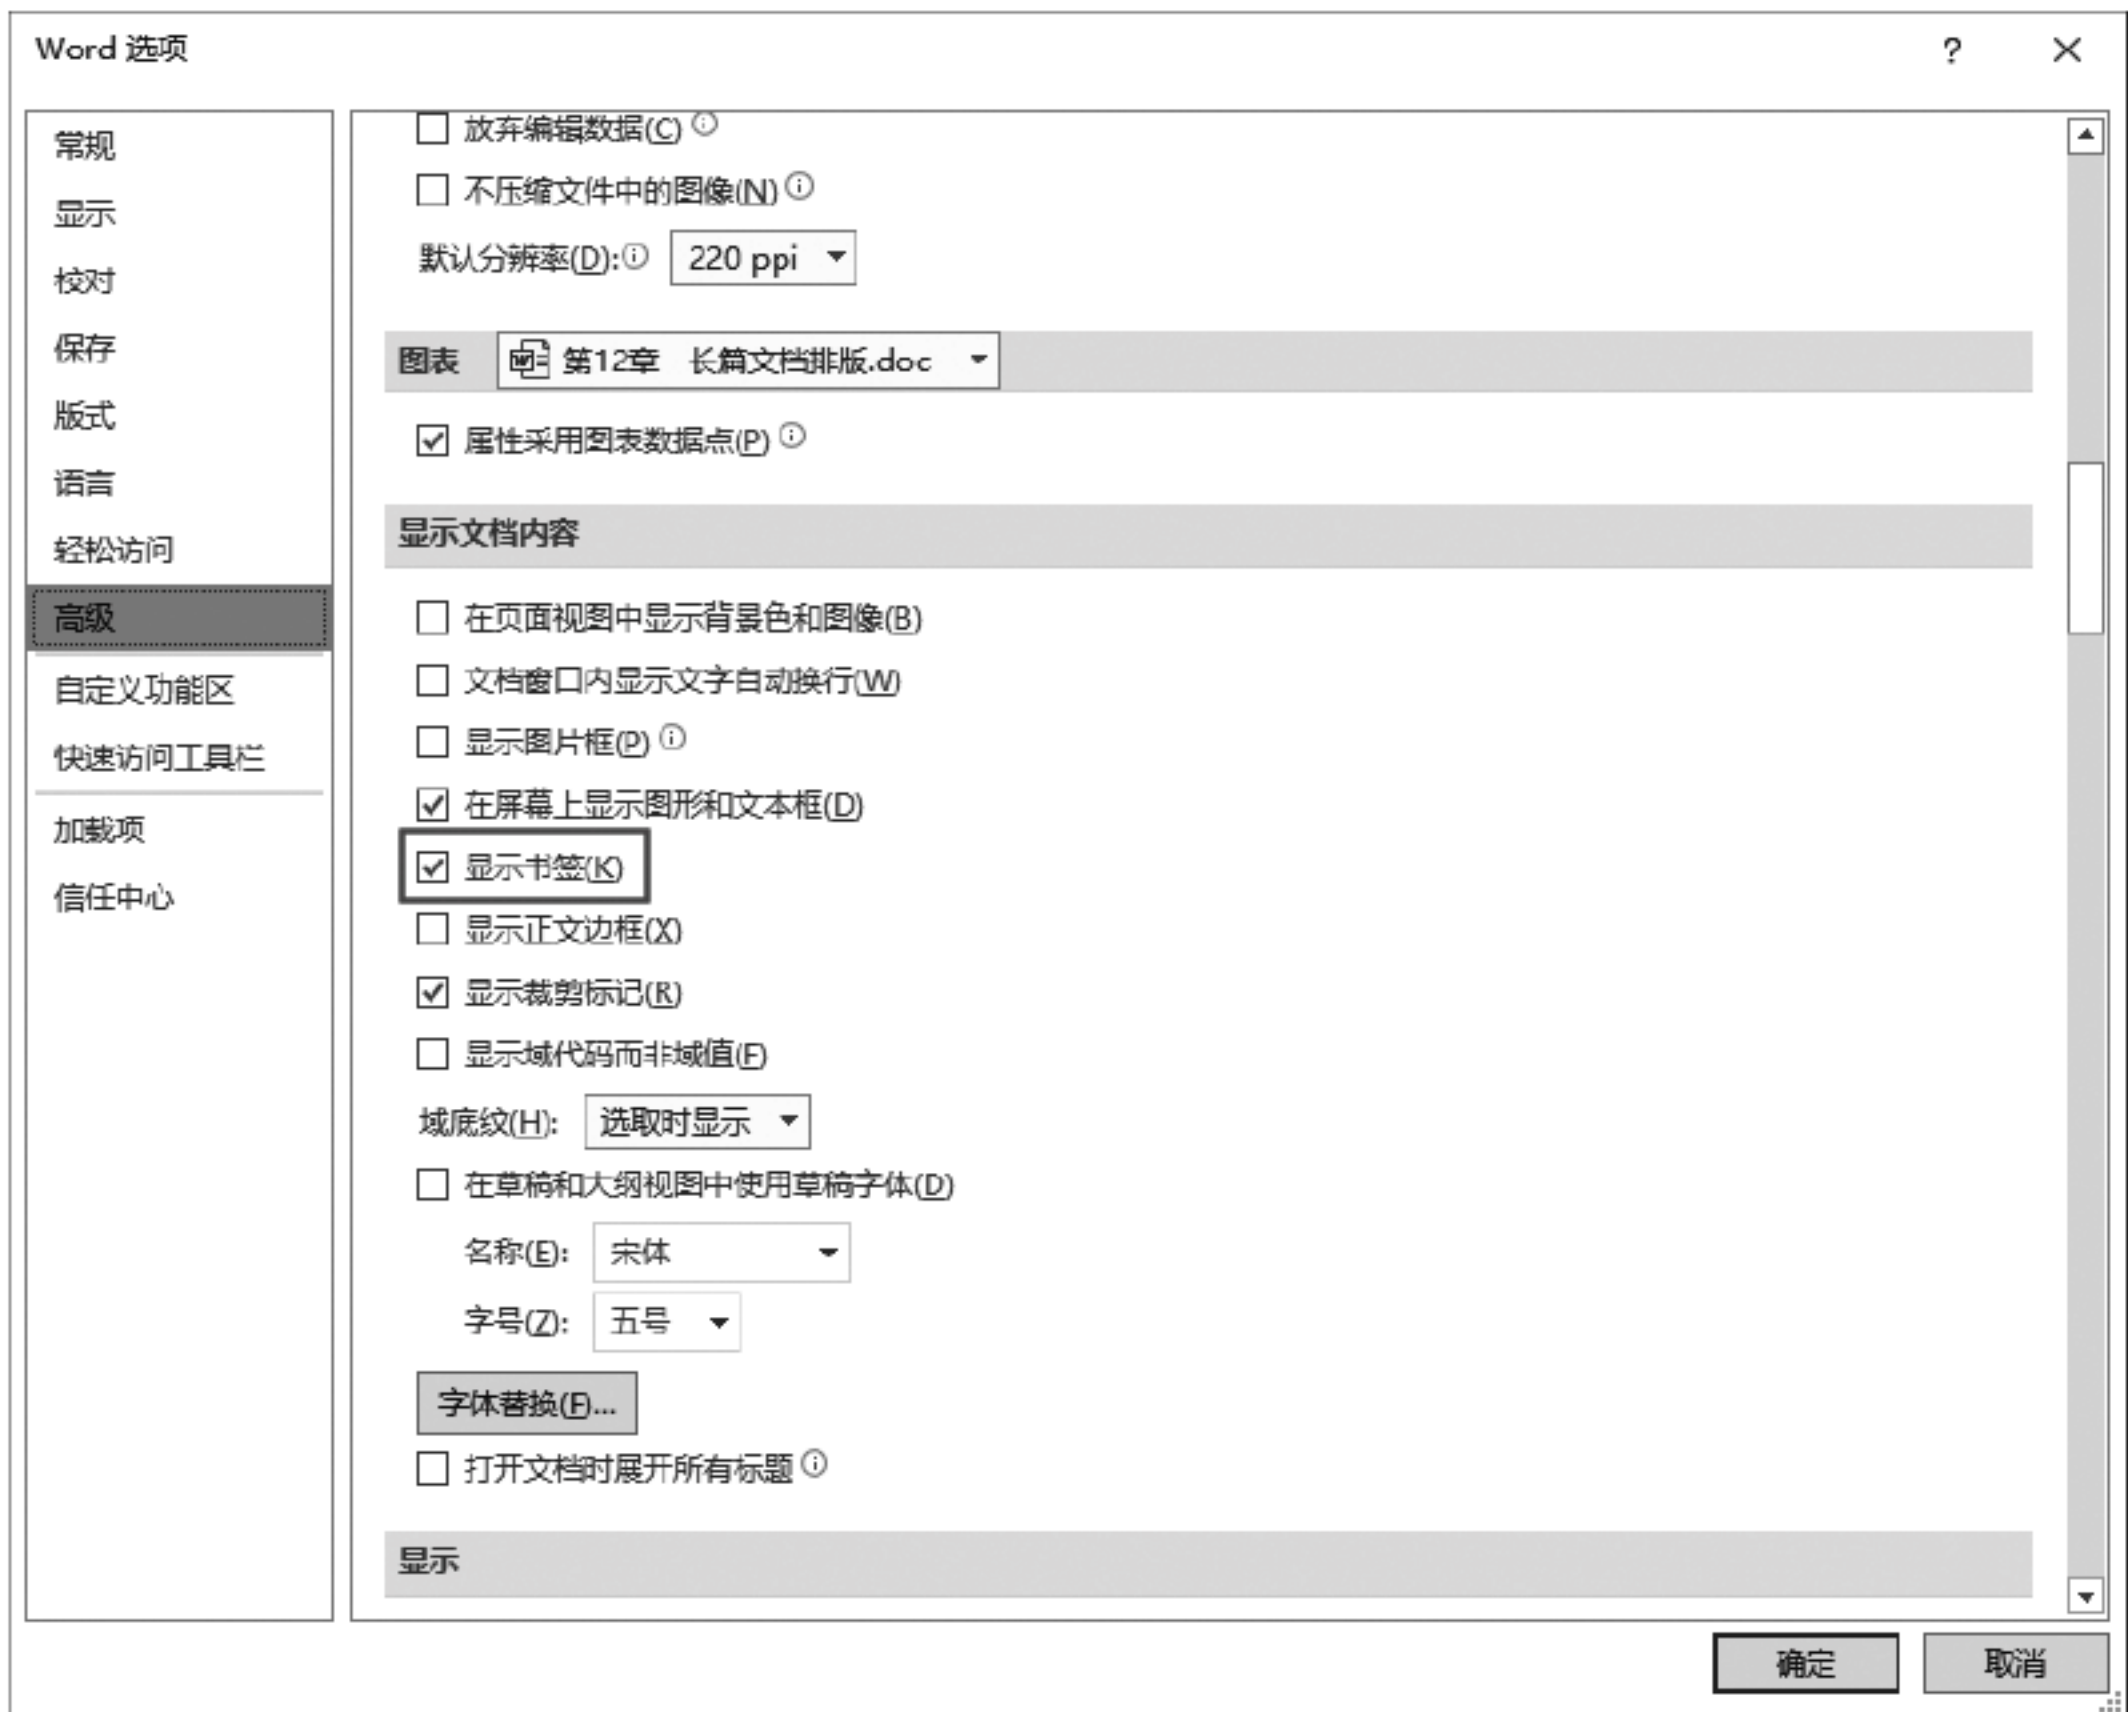 Word 选项
常规
显示
校对
保存
版式
语言
轻松访问
高级
自定义功能区
快速访问工具栏
加载项
信任中心
放弃编辑数据(C)
不压缩文件中的图像(N)
默认分辨率(D): 220 ppi
图表 第12章 长篇文档排版.doc
属性采用图表数据点(P)
显示文档内容
在页面视图中显示背景色和图像(B)
文档窗口内显示文字自动换行(W)
显示图片框(P)
在屏幕上显示图形和文本框(D)
显示书签(K)
显示正文边框(X)
显示裁剪标记(R)
显示域代码而非域值(F)
域底纹(H): 选取时显示
在草稿和大纲视图中使用草稿字体(D)
名称(E): 宋体
字号(Z): 五号
字体替换(F)...
打开文档时展开所有标题
显示
确定 取消